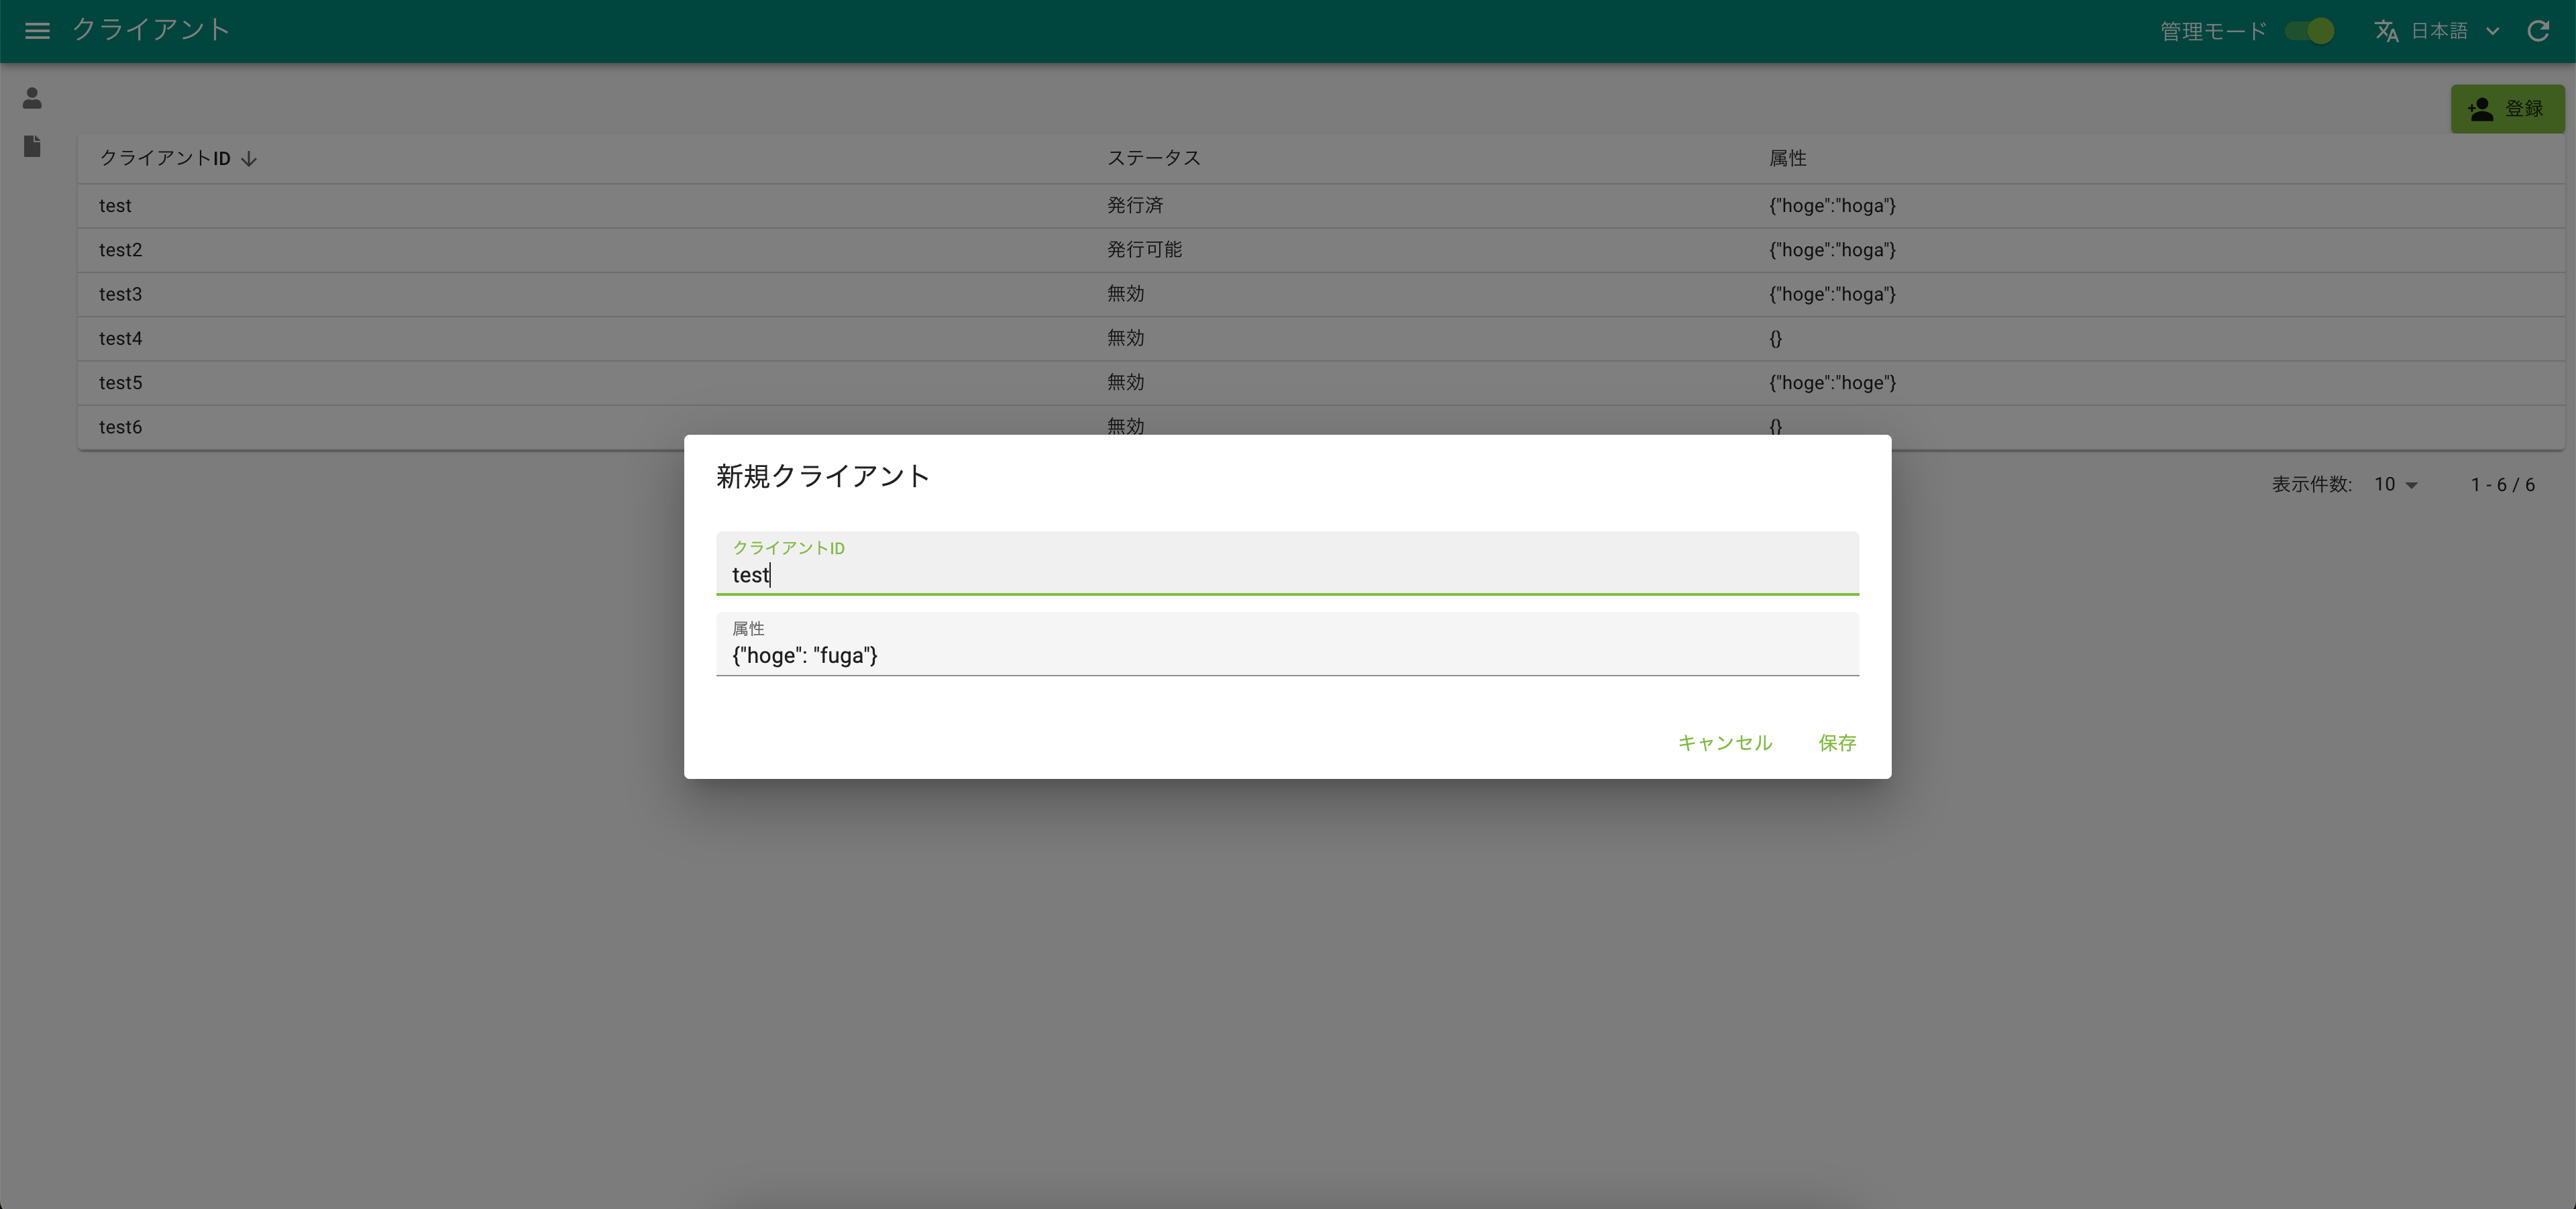 クライアント
管理モード
日本語
登録
クライアントID ステータス 属性
test 発行済 {"hoge":"hoga"}
test2 発行可能 {"hoge":"hoga"}
test3 無効 {"hoge":"hoga"}
test4 無効 {}
test5 無効 {"hoge":"hoge"}
test6 無効 {}
表示件数: 10 1 - 6 / 6
新規クライアント
クライアントID
test
属性
{"hoge": "fuga"}
キャンセル 保存